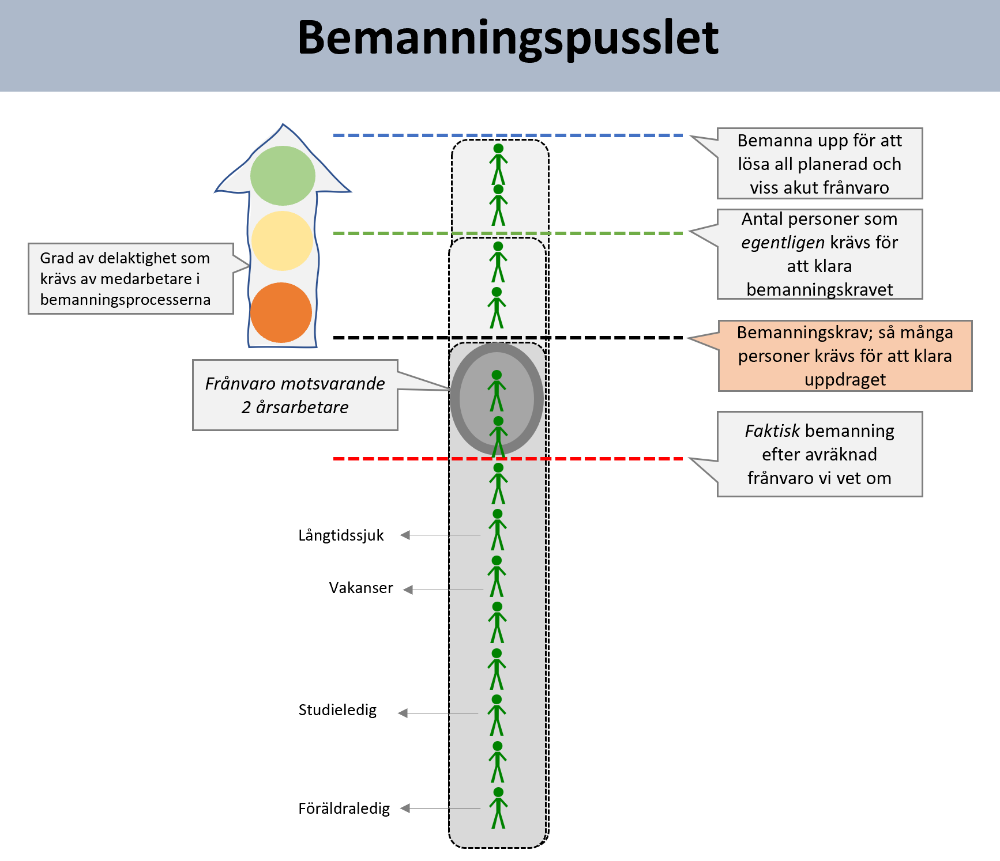 Bemanningspusslet
Bemanna upp för att
lösa all planerad och
viss akut frånvaro
Antal personer som
egentligen krävs för
att klara
bemanningskravet
Grad av delaktighet som
krävs av medarbetare i
bemanningsprocesserna
Bemanningskrav; så många
personer krävs för att klara
uppdraget
Frånvaro motsvarande
2 årsarbetare
Faktisk bemanning
efter avräknad
frånvaro vi vet om
Långtidssjuk
Vakanser
Studieledig
Föräldraledig